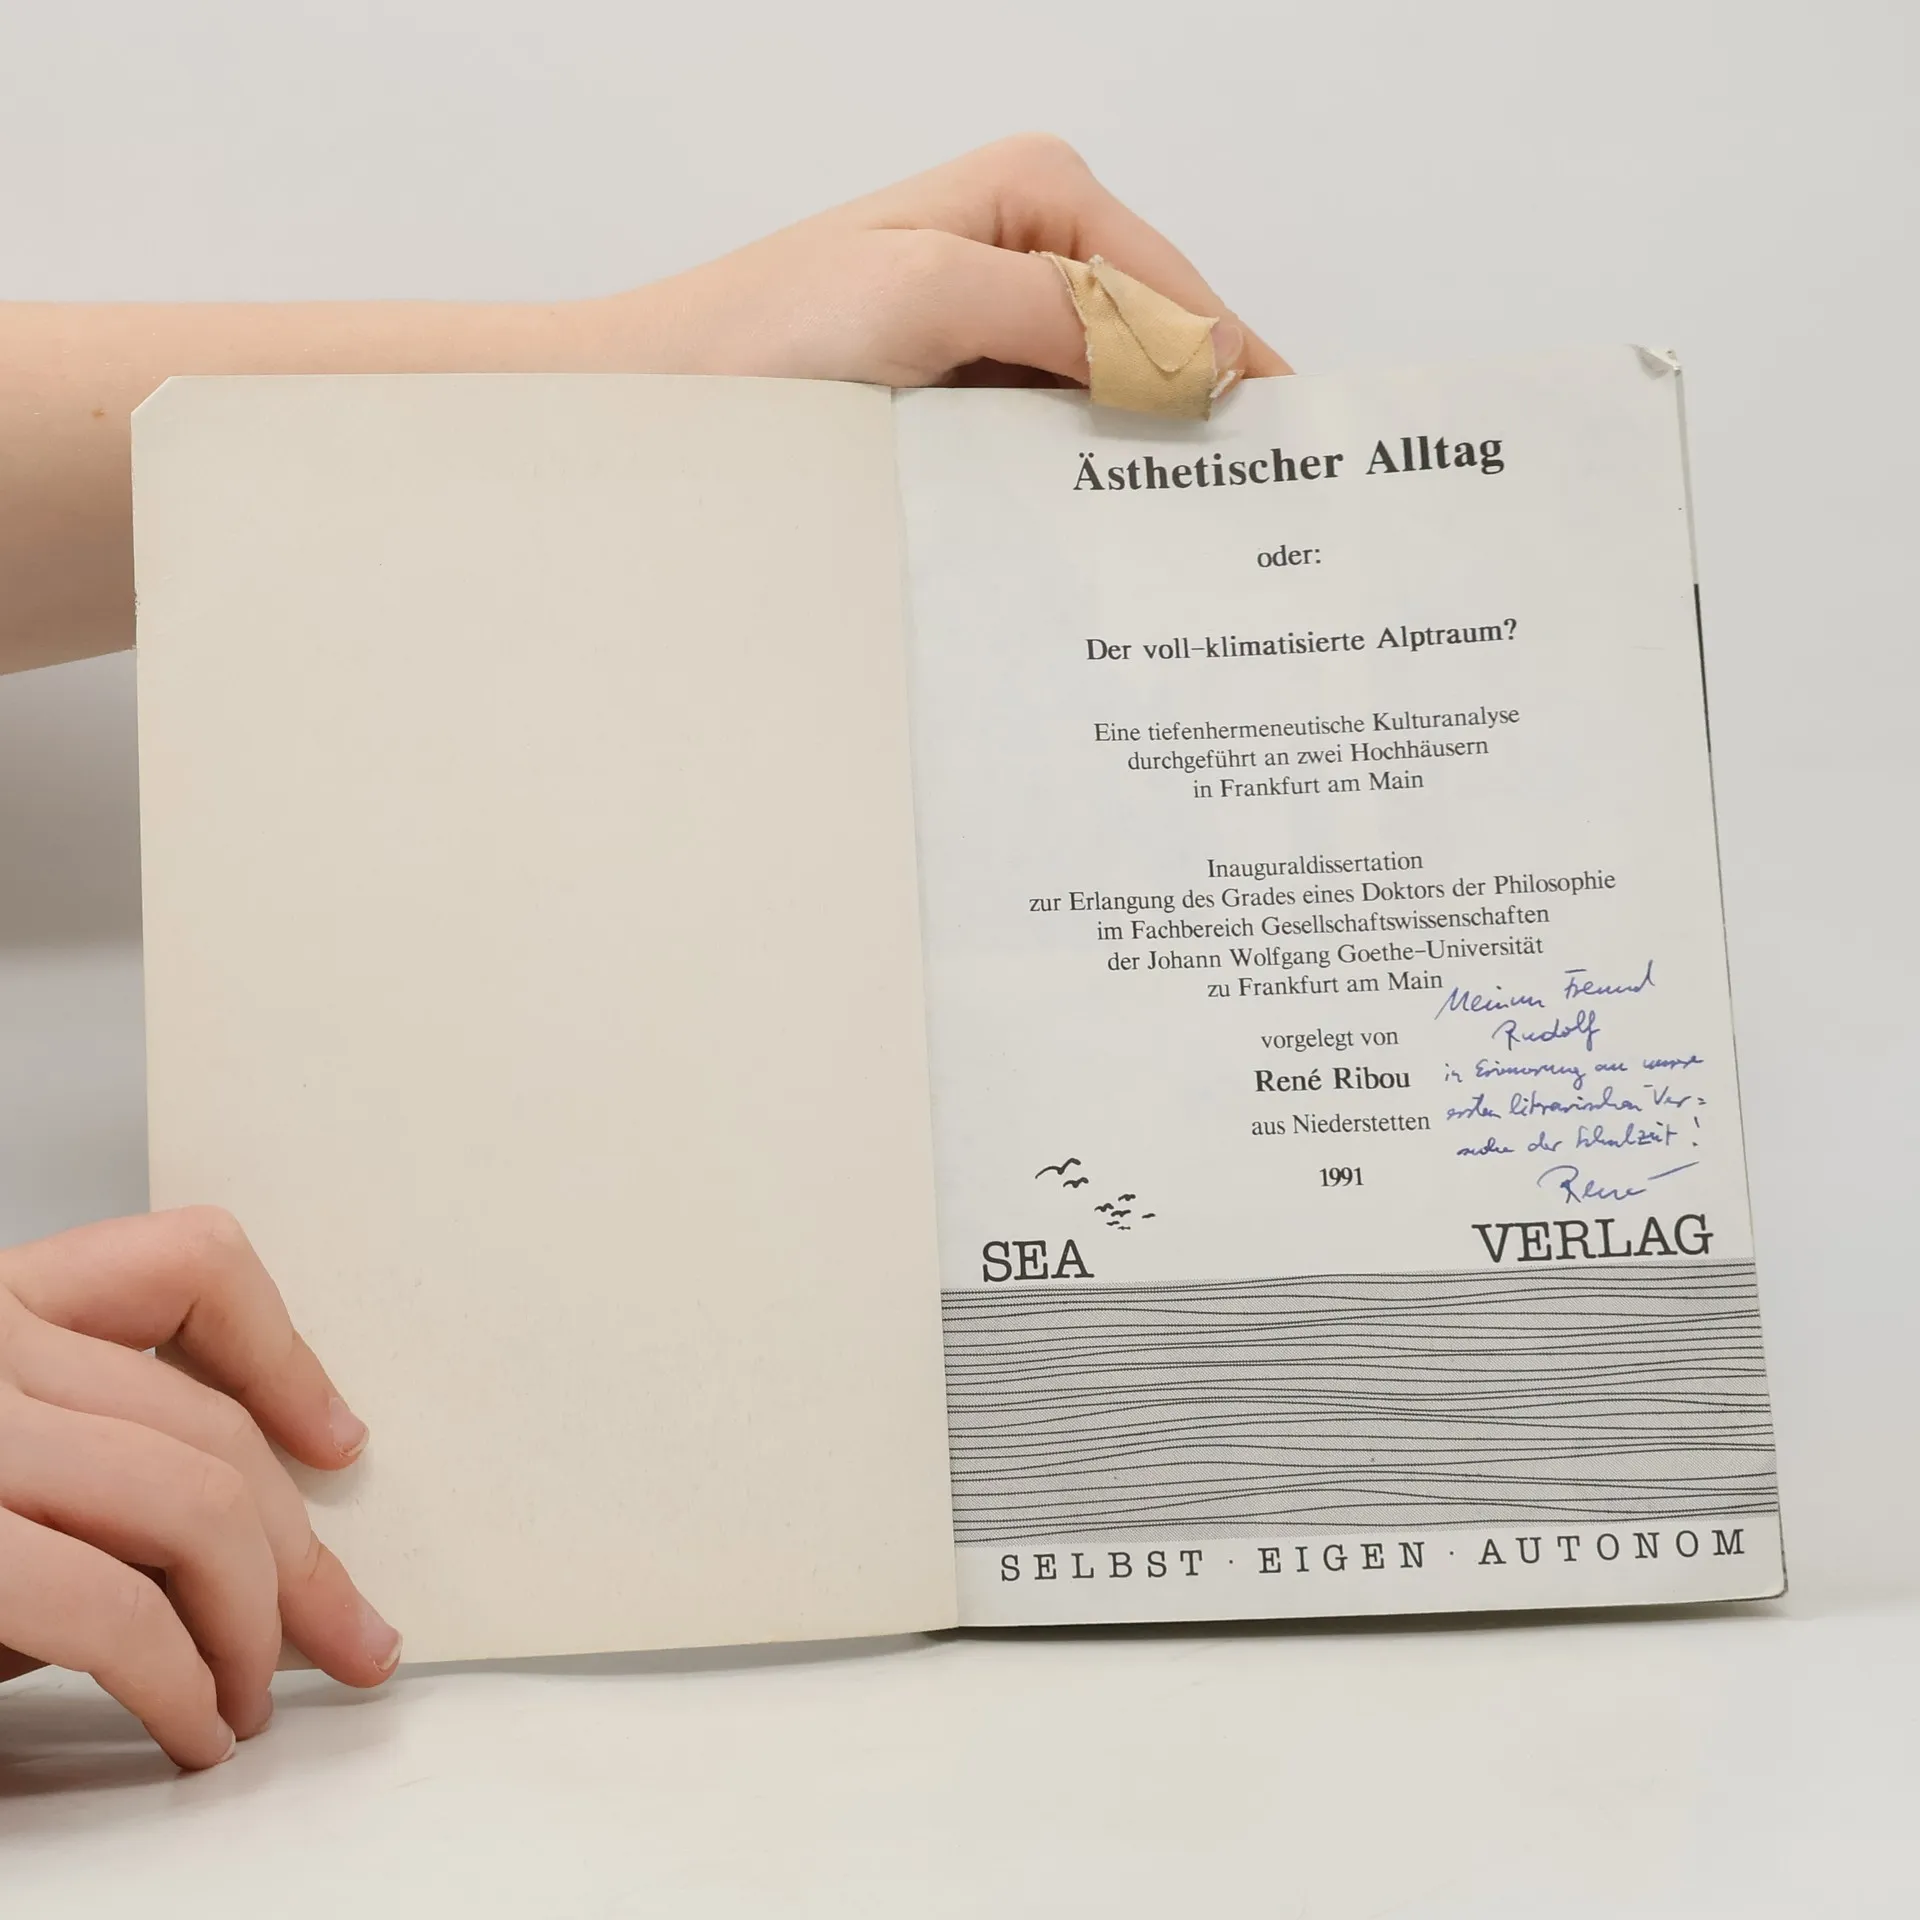 Ästhetischer Alltag
oder:
Der voll-klimatisierte Alptraum?
Eine tiefenhermeneutische Kulturanalyse
durchgeführt an zwei Hochhäusern
in Frankfurt am Main
Inauguraldissertation
zur Erlangung des Grades eines Doktors der Philosophie
im Fachbereich Gesellschaftswissenschaften
der Johann Wolfgang Goethe-Universität
zu Frankfurt am Main
vorgelegt von
René Ribou
aus Niederstetten
1991
Meinem Freund
Rudolf
in Erinnerung an unsere
ersten literarischen Ver=
suche der Schulzeit!
René
SEA VERLAG
SELBST · EIGEN · AUTONOM